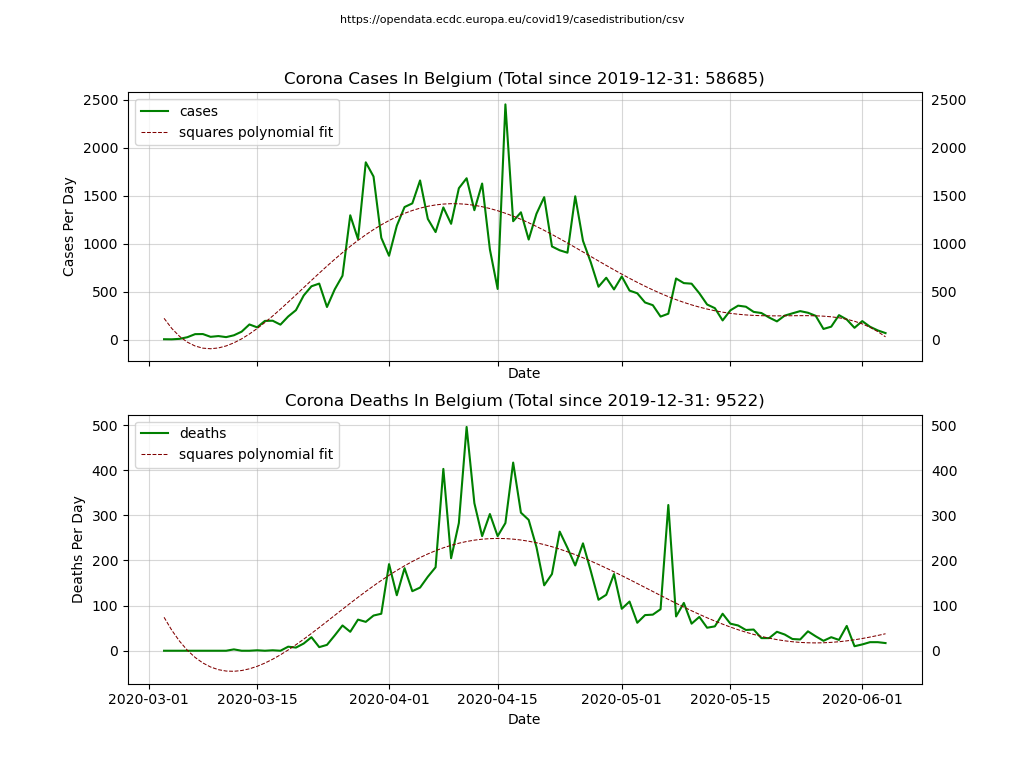 https://opendata.ecdc.europa.eu/covid19/casedistribution/csv
Corona Cases In Belgium (Total since 2019-12-31: 58685)
cases
squares polynomial fit
Cases Per Day
2500 2500
2000 2000
1500 1500
1000 1000
500 500
0 0
Date
Corona Deaths In Belgium (Total since 2019-12-31: 9522)
deaths
squares polynomial fit
Deaths Per Day
500 500
400 400
300 300
200 200
100 100
0 0
2020-03-01 2020-03-15 2020-04-01 2020-04-15 2020-05-01 2020-05-15 2020-06-01
Date